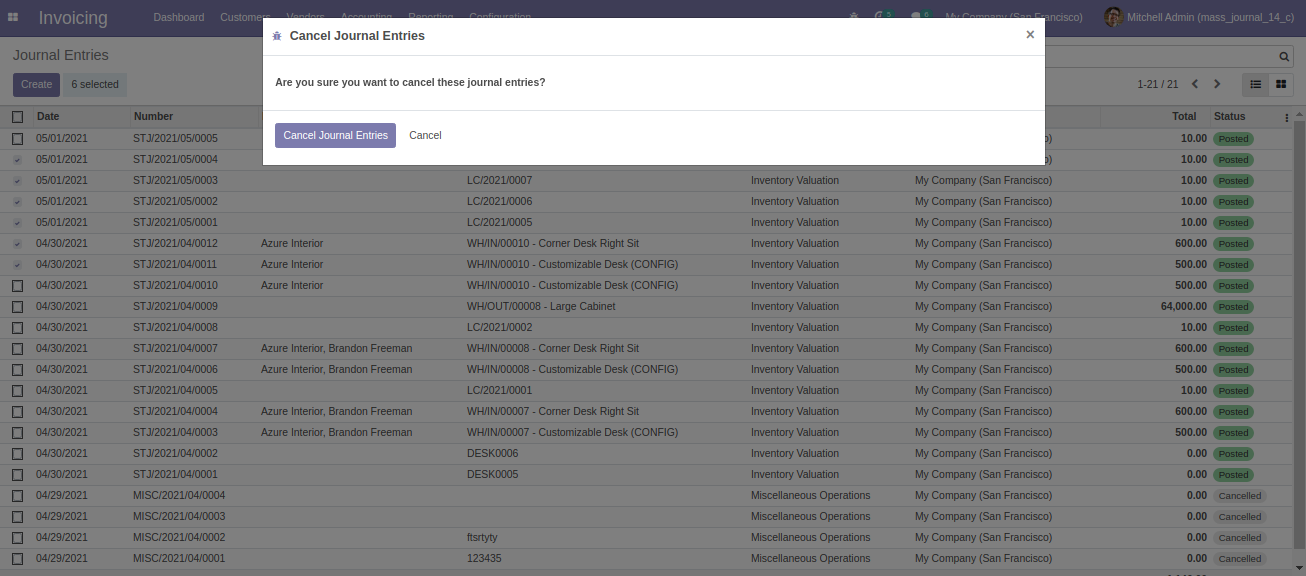 Invoicing Dashboard Customers Vendors Accounting Reporting Configuration 5 6 My Company (San Francisco) Mitchell Admin (mass_journal_14_c)
Cancel Journal Entries ×
Journal Entries
Are you sure you want to cancel these journal entries?
Create 6 selected 1-21 / 21
Date Number Total Status
Cancel Journal Entries Cancel
05/01/2021 STJ/2021/05/0005 10.00 Posted
05/01/2021 STJ/2021/05/0004 10.00 Posted
05/01/2021 STJ/2021/05/0003 LC/2021/0007 Inventory Valuation My Company (San Francisco) 10.00 Posted
05/01/2021 STJ/2021/05/0002 LC/2021/0006 Inventory Valuation My Company (San Francisco) 10.00 Posted
05/01/2021 STJ/2021/05/0001 LC/2021/0005 Inventory Valuation My Company (San Francisco) 10.00 Posted
04/30/2021 STJ/2021/04/0012 Azure Interior WH/IN/00010 - Corner Desk Right Sit Inventory Valuation My Company (San Francisco) 600.00 Posted
04/30/2021 STJ/2021/04/0011 Azure Interior WH/IN/00010 - Customizable Desk (CONFIG) Inventory Valuation My Company (San Francisco) 500.00 Posted
04/30/2021 STJ/2021/04/0010 Azure Interior WH/IN/00010 - Customizable Desk (CONFIG) Inventory Valuation My Company (San Francisco) 500.00 Posted
04/30/2021 STJ/2021/04/0009 WH/OUT/00008 - Large Cabinet Inventory Valuation My Company (San Francisco) 64,000.00 Posted
04/30/2021 STJ/2021/04/0008 LC/2021/0002 Inventory Valuation My Company (San Francisco) 10.00 Posted
04/30/2021 STJ/2021/04/0007 Azure Interior, Brandon Freeman WH/IN/00008 - Corner Desk Right Sit Inventory Valuation My Company (San Francisco) 600.00 Posted
04/30/2021 STJ/2021/04/0006 Azure Interior, Brandon Freeman WH/IN/00008 - Customizable Desk (CONFIG) Inventory Valuation My Company (San Francisco) 500.00 Posted
04/30/2021 STJ/2021/04/0005 LC/2021/0001 Inventory Valuation My Company (San Francisco) 10.00 Posted
04/30/2021 STJ/2021/04/0004 Azure Interior, Brandon Freeman WH/IN/00007 - Corner Desk Right Sit Inventory Valuation My Company (San Francisco) 600.00 Posted
04/30/2021 STJ/2021/04/0003 Azure Interior, Brandon Freeman WH/IN/00007 - Customizable Desk (CONFIG) Inventory Valuation My Company (San Francisco) 500.00 Posted
04/30/2021 STJ/2021/04/0002 DESK0006 Inventory Valuation My Company (San Francisco) 0.00 Posted
04/30/2021 STJ/2021/04/0001 DESK0005 Inventory Valuation My Company (San Francisco) 0.00 Posted
04/29/2021 MISC/2021/04/0004 Miscellaneous Operations My Company (San Francisco) 0.00 Cancelled
04/29/2021 MISC/2021/04/0003 Miscellaneous Operations My Company (San Francisco) 0.00 Cancelled
04/29/2021 MISC/2021/04/0002 ftsrtyty Miscellaneous Operations My Company (San Francisco) 0.00 Cancelled
04/29/2021 MISC/2021/04/0001 123435 Miscellaneous Operations My Company (San Francisco) 0.00 Cancelled